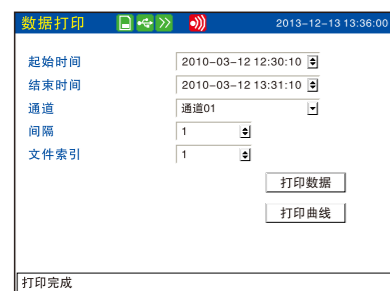 数据打印 2013-12-13 13:36:00
起始时间 2010-03-12 12:30:10
结束时间 2010-03-12 13:31:10
通道 通道01
间隔 1
文件索引 1
打印数据
打印曲线
打印完成